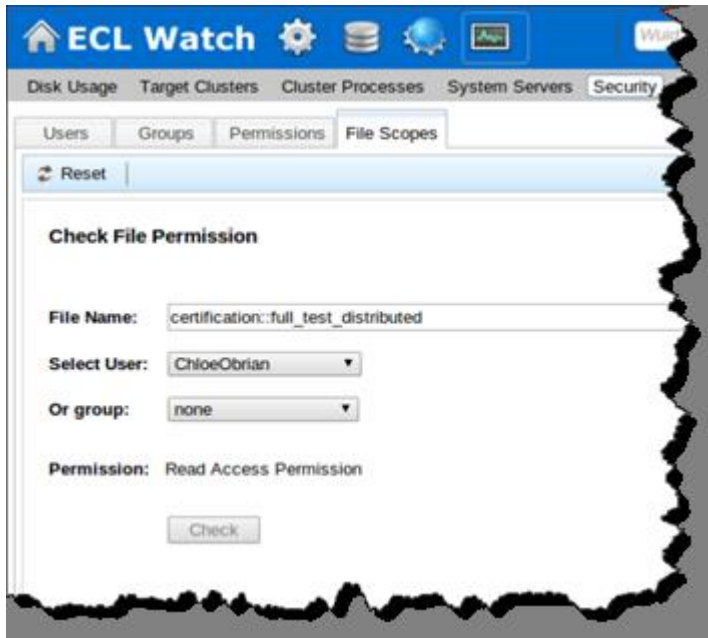 ECL Watch
Disk Usage Target Clusters Cluster Processes System Servers Security
Users Groups Permissions File Scopes
Reset
Check File Permission
File Name: certification::full_test_distributed
Select User: ChloeObrian
Or group: none
Permission: Read Access Permission
Check